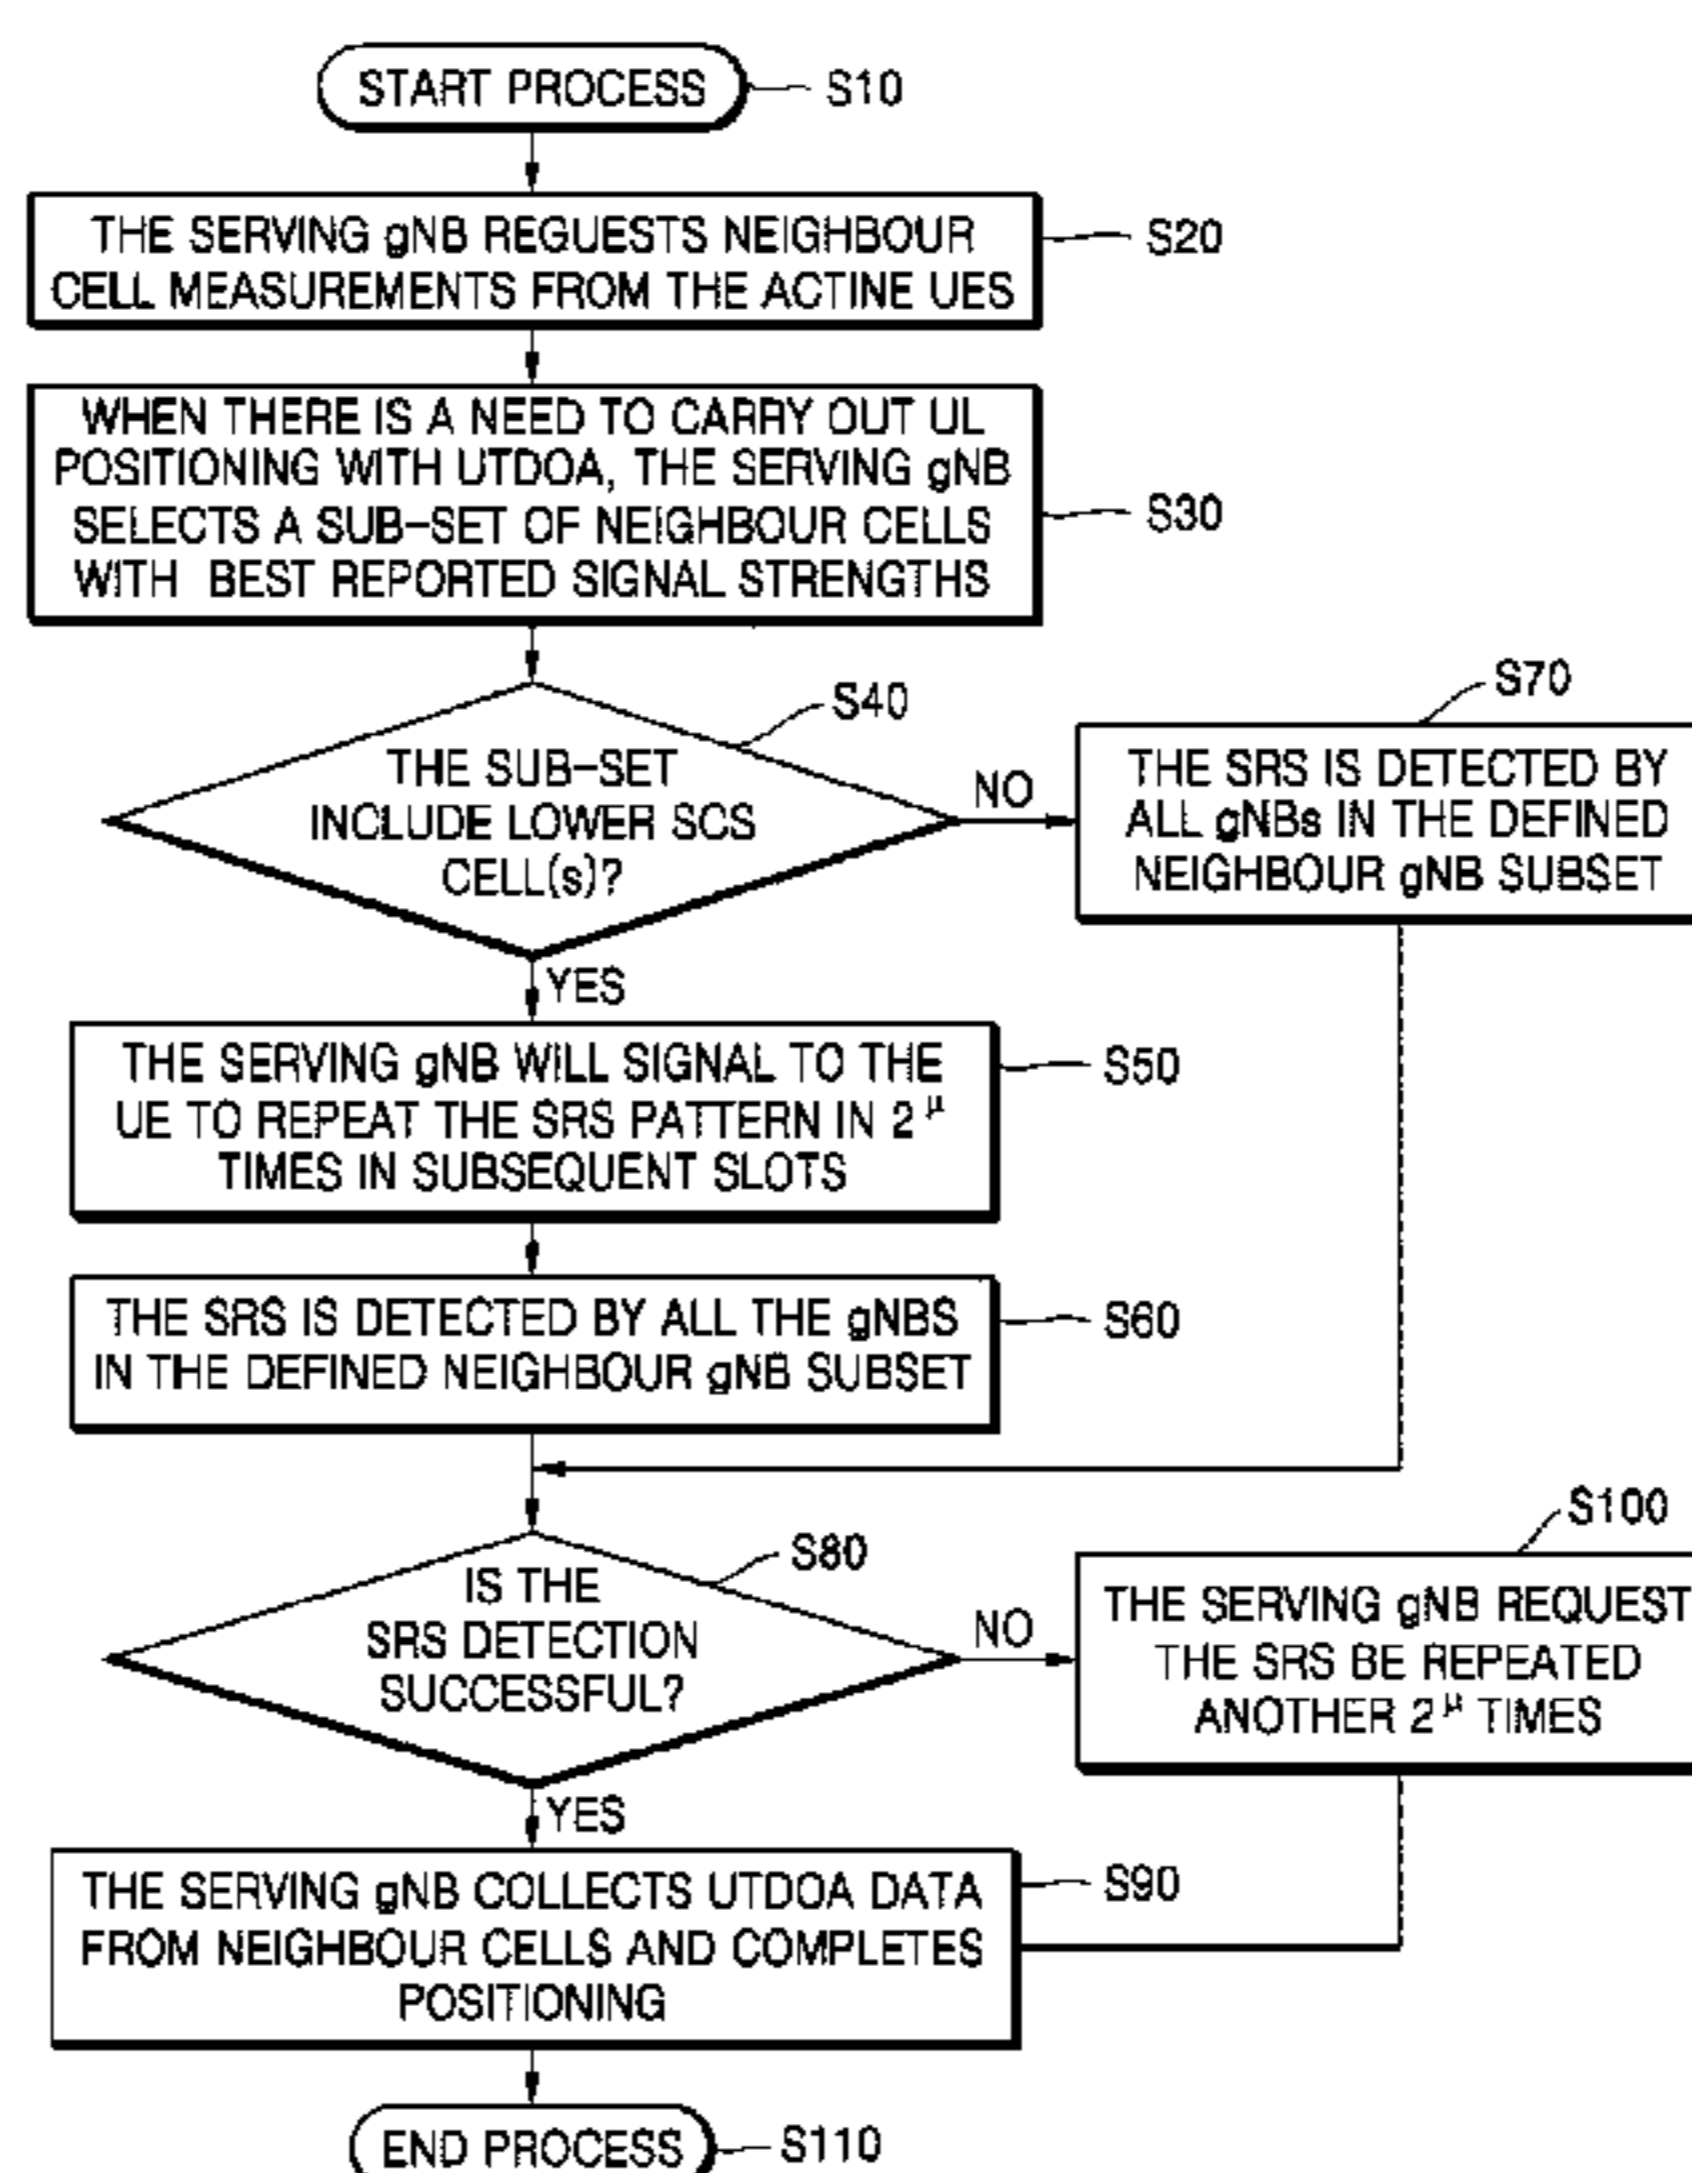 START PROCESS
S10
THE SERVING gNB REGUESTS NEIGHBOUR
CELL MEASUREMENTS FROM THE ACTINE UES
S20
WHEN THERE IS A NEED TO CARRY OUT UL
POSITIONING WITH UTDOA, THE SERVING gNB
SELECTS A SUB-SET OF NEIGHBOUR CELLS
WITH BEST REPORTED SIGNAL STRENGTHS
S30
THE SUB-SET
INCLUDE LOWER SCS
CELL(s)?
S40
NO
S70
THE SRS IS DETECTED BY
ALL gNBs IN THE DEFINED
NEIGHBOUR gNB SUBSET
YES
THE SERVING gNB WILL SIGNAL TO THE
UE TO REPEAT THE SRS PATTERN IN 2^μ
TIMES IN SUBSEQUENT SLOTS
S50
THE SRS IS DETECTED BY ALL THE gNBS
IN THE DEFINED NEIGHBOUR gNB SUBSET
S60
IS THE
SRS DETECTION
SUCCESSFUL?
S80
NO
S100
THE SERVING gNB REQUEST
THE SRS BE REPEATED
ANOTHER 2^μ TIMES
YES
THE SERVING gNB COLLECTS UTDOA DATA
FROM NEIGHBOUR CELLS AND COMPLETES
POSITIONING
S90
END PROCESS
S110